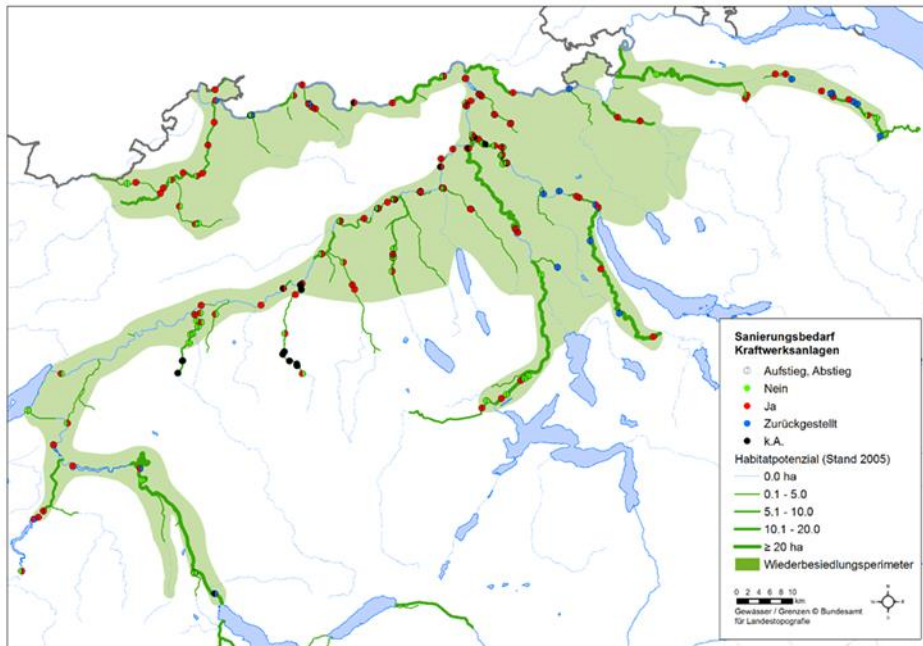 Sanierungsbedarf
Kraftwerksanlagen
Aufstieg, Abstieg
Nein
Ja
Zurückgestellt
k.A.
Habitatpotenzial (Stand 2005)
0.0 ha
0.1 - 5.0
5.1 - 10.0
10.1 - 20.0
≥ 20 ha
Wiederbesiedlungsperimeter
0 2 4 6 8 10
km
Gewässer / Grenzen © Bundesamt
für Landestopografie